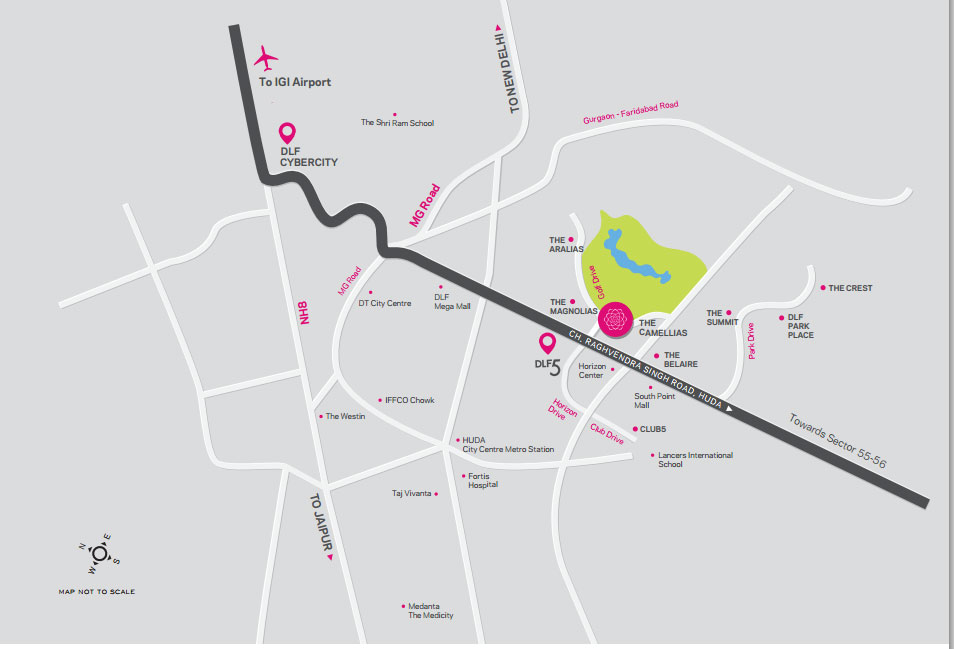 TO NEW DELHI
To IGI Airport
Gurgaon - Faridabad Road
The Shri Ram School
DLF
CYBERCITY
MG Road
THE
ARALIAS
MG Road
Golf Drive
THE CREST
DT City Centre
DLF
Mega Mall
THE
MAGNOLIAS
NH8
THE
CAMELLIAS
THE
SUMMIT
DLF
PARK
PLACE
Park Drive
DLF5
CH. RAGHVENDRA SINGH ROAD, HUDA
THE
BELAIRE
Horizon
Center
South Point
Mall
IFFCO Chowk
The Westin
Horizon
Drive
Club Drive
CLUB5
Towards Sector 55-56
HUDA
City Centre Metro Station
Lancers International
School
Fortis
Hospital
Taj Vivanta
TO JAIPUR
N
E
W
S
MAP NOT TO SCALE
Medanta
The Medicity